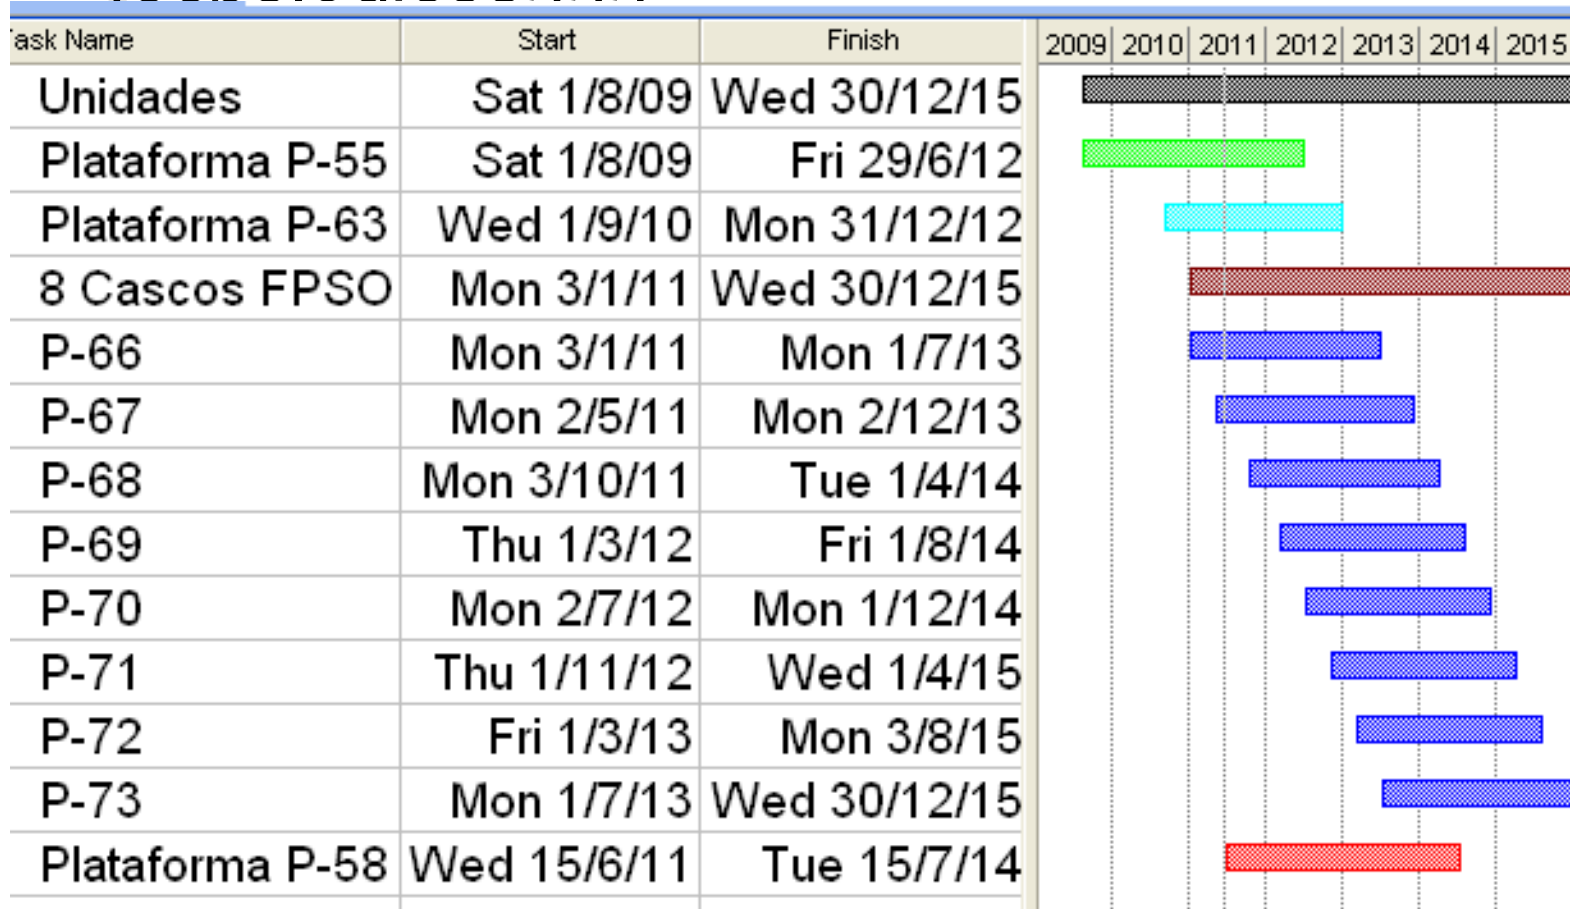 ask Name Start Finish 2009 2010 2011 2012 2013 2014 2015
Unidades Sat 1/8/09 Wed 30/12/15
Plataforma P-55 Sat 1/8/09 Fri 29/6/12
Plataforma P-63 Wed 1/9/10 Mon 31/12/12
8 Cascos FPSO Mon 3/1/11 Wed 30/12/15
P-66 Mon 3/1/11 Mon 1/7/13
P-67 Mon 2/5/11 Mon 2/12/13
P-68 Mon 3/10/11 Tue 1/4/14
P-69 Thu 1/3/12 Fri 1/8/14
P-70 Mon 2/7/12 Mon 1/12/14
P-71 Thu 1/11/12 Wed 1/4/15
P-72 Fri 1/3/13 Mon 3/8/15
P-73 Mon 1/7/13 Wed 30/12/15
Plataforma P-58 Wed 15/6/11 Tue 15/7/14